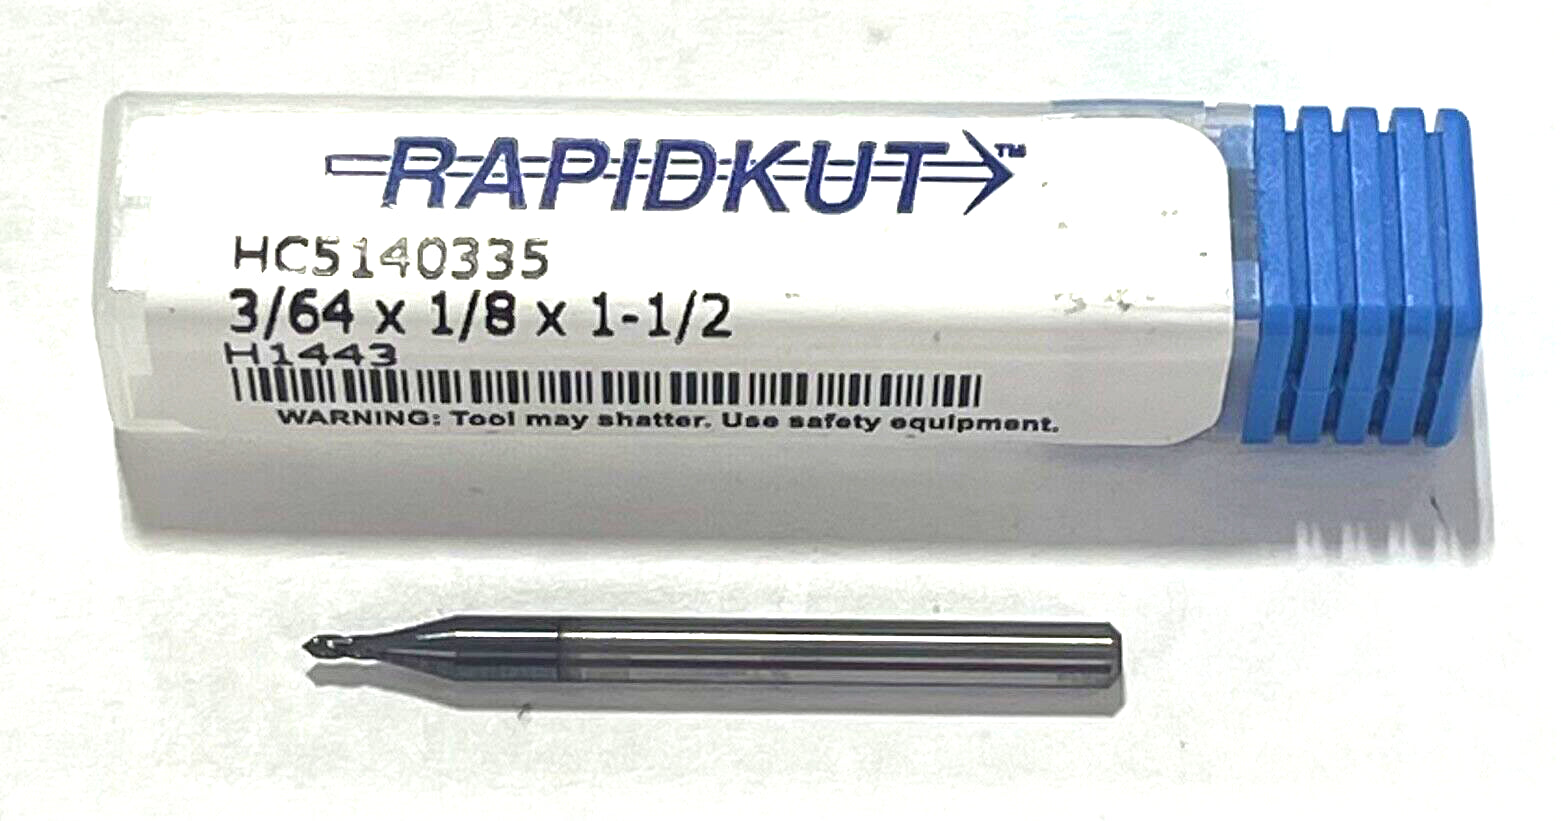 RAPIDKUT™
HC5140335
3/64 x 1/8 x 1-1/2
H1443
WARNING: Tool may shatter. Use safety equipment.